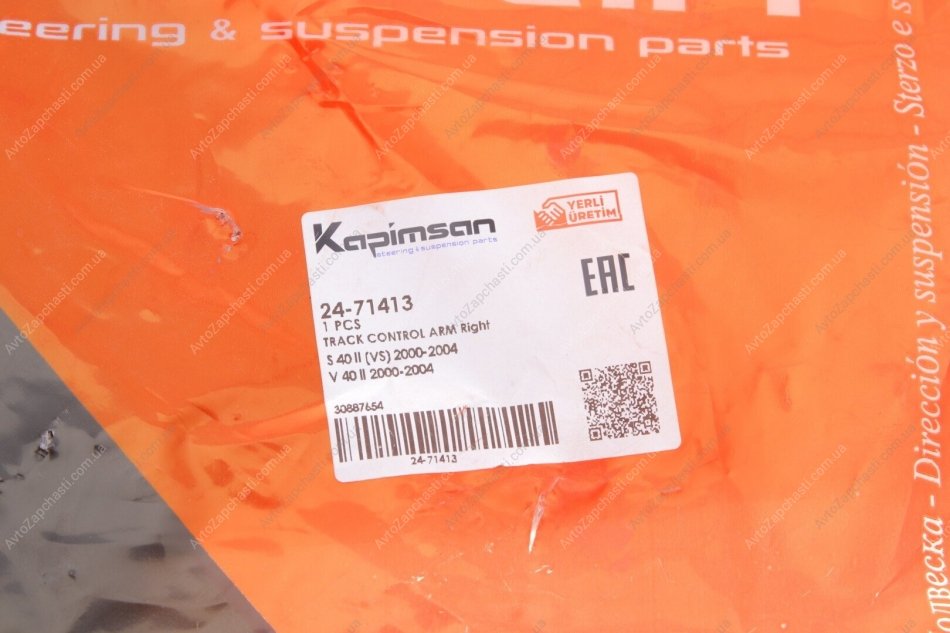 eering & suspension parts
Kapimsan
steering & suspension parts
YERLİ
ÜRETİM
EAC
24-71413
1 PCS
TRACK CONTROL ARM Right
S 40 II (VS) 2000-2004
V 40 II 2000-2004
30887654
24-71413
одвеска - Dirección y suspensión - Sterzo e s
AvtoZapchasti.com.ua